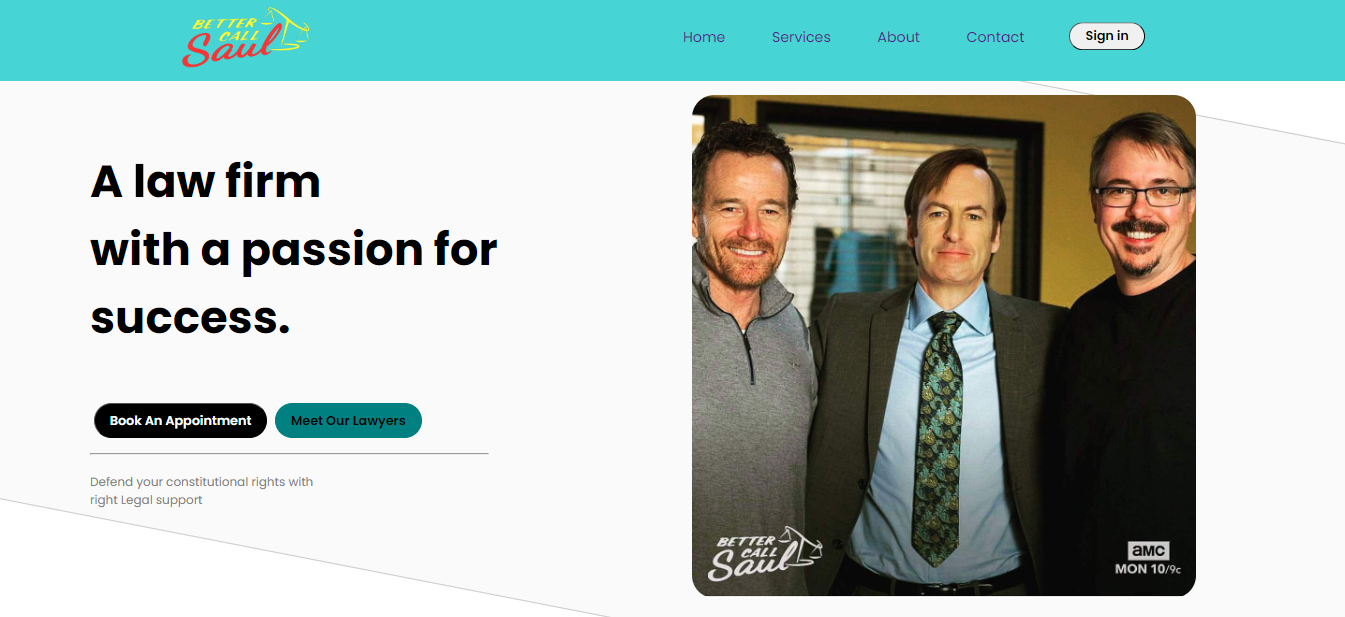 BETTER
CALL
Saul
Home Services About Contact Sign in
A law firm
with a passion for
success.
Book An Appointment Meet Our Lawyers
Defend your constitutional rights with
right Legal support
BETTER
CALL
Saul
amc
MON 10/9c